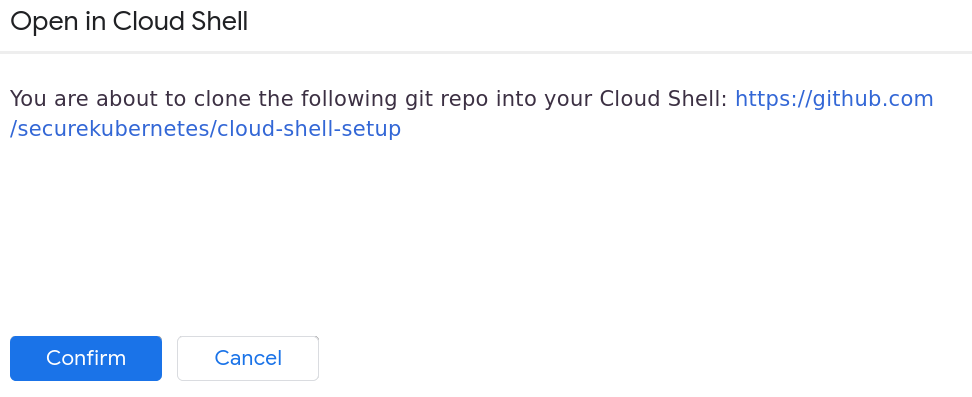 Open in Cloud Shell
You are about to clone the following git repo into your Cloud Shell: https://github.com
/securekubernetes/cloud-shell-setup
Confirm
Cancel